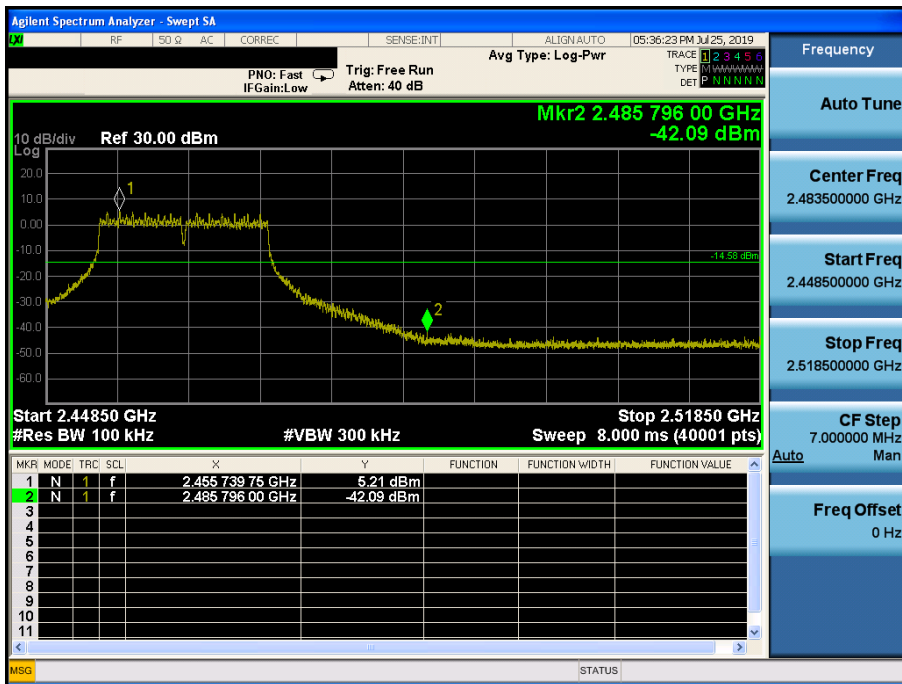 Agilent Spectrum Analyzer - Swept SA
LXI RF 50 Ω AC CORREC SENSE:INT ALIGN AUTO 05:36:23 PM Jul 25, 2019
Frequency
Avg Type: Log-Pwr
TRACE 1 2 3 4 5 6
PNO: Fast Trig: Free Run TYPE M W W W W W
IFGain:Low Atten: 40 dB DET P N N N N N
Auto Tune
Mkr2 2.485 796 00 GHz
10 dB/div Ref 30.00 dBm -42.09 dBm
Log
20.0
10.0
0.00
-10.0
-20.0
-30.0
-40.0
-50.0
-60.0
1
-14.58 dBm
2
Start 2.44850 GHz Stop 2.51850 GHz
#Res BW 100 kHz #VBW 300 kHz Sweep 8.000 ms (40001 pts)
Center Freq
2.483500000 GHz
Start Freq
2.448500000 GHz
Stop Freq
2.518500000 GHz
CF Step
7.000000 MHz
Auto Man
Freq Offset
0 Hz
MKR MODE TRC SCL X Y FUNCTION FUNCTION WIDTH FUNCTION VALUE
1 N 1 f 2.455 739 75 GHz 5.21 dBm
2 N 1 f 2.485 796 00 GHz -42.09 dBm
3
4
5
6
7
8
9
10
11
MSG STATUS